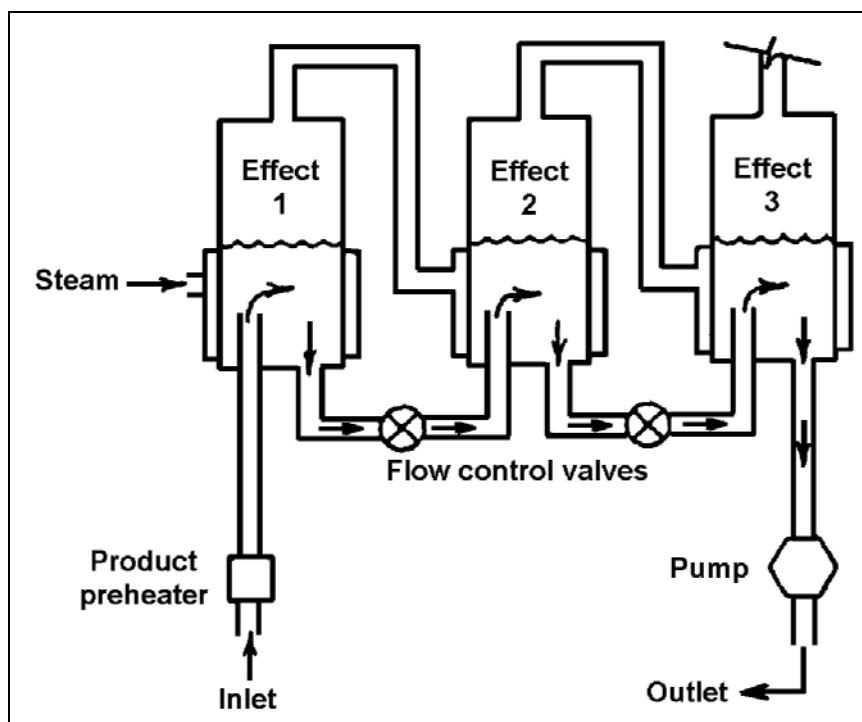 Effect
1
Effect
2
Effect
3
Steam
Flow control valves
Product
preheater
Pump
Inlet
Outlet